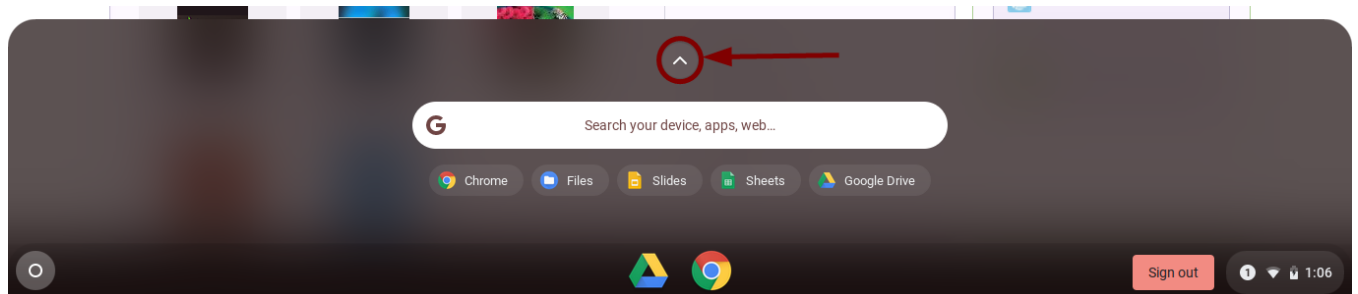 Search your device, apps, web...
Chrome Files Slides Sheets Google Drive
Sign out 1 1:06